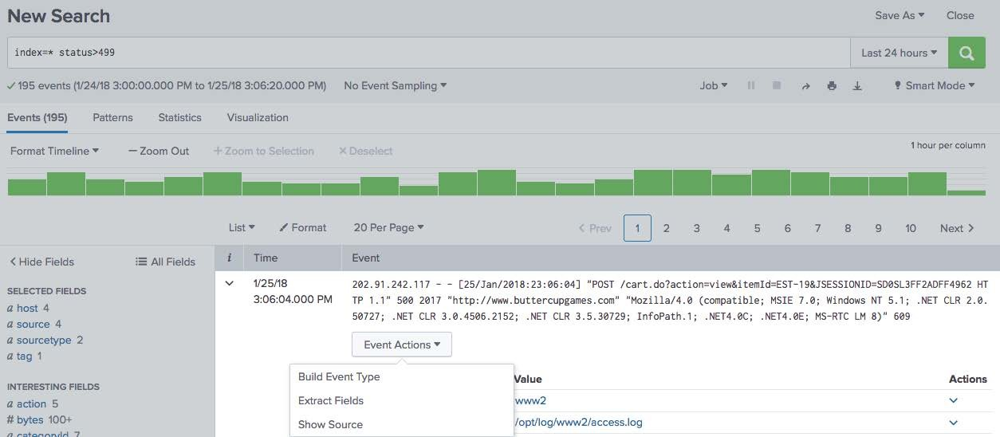 New Search
Save As
Close
index=* status>499
Last 24 hours
195 events (1/24/18 3:00:00.000 PM to 1/25/18 3:06:20.000 PM)
No Event Sampling
Job
Smart Mode
Events (195)
Patterns
Statistics
Visualization
Format Timeline
— Zoom Out
+ Zoom to Selection
× Deselect
1 hour per column
List
Format
20 Per Page
< Prev
1
2
3
4
5
6
7
8
9
10
Next >
< Hide Fields
All Fields
i
Time
Event
SELECTED FIELDS
a host 4
a source 4
a sourcetype 2
a tag 1
INTERESTING FIELDS
a action 5
# bytes 100+
a categoryId 7
1/25/18
3:06:04.000 PM
202.91.242.117 - - [25/Jan/2018:23:06:04] "POST /cart.do?action=view&itemId=EST-19&JSESSIONID=SD0SL3FF2ADFF4962 HT
TP 1.1" 500 2017 "http://www.buttercupgames.com" "Mozilla/4.0 (compatible; MSIE 7.0; Windows NT 5.1; .NET CLR 2.0.
50727; .NET CLR 3.0.4506.2152; .NET CLR 3.5.30729; InfoPath.1; .NET4.0C; .NET4.0E; MS-RTC LM 8)" 609
Event Actions
Build Event Type
Extract Fields
Show Source
Value
Actions
www2
/opt/log/www2/access.log